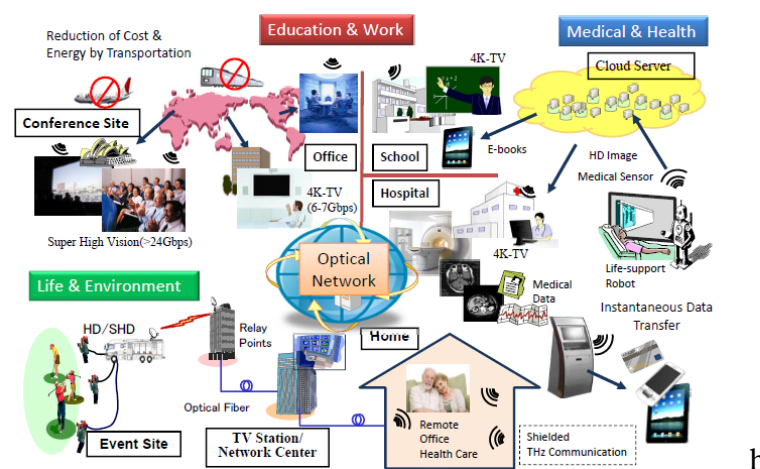 Reduction of Cost &
Energy by Transportation
Education & Work
Medical & Health
4K-TV
Cloud Server
Conference Site
Office
School
E-books
HD Image
Medical Sensor
Hospital
4K-TV
(6-7Gbps)
Super High Vision(>24Gbps)
Optical
Network
4K-TV
Life-support
Robot
Life & Environment
Medical
Data
Instantaneous Data
Transfer
HD/SHD
Relay
Points
Home
Optical Fiber
Remote
Office
Health Care
Shielded
THz Communication
Event Site
TV Station/
Network Center
h